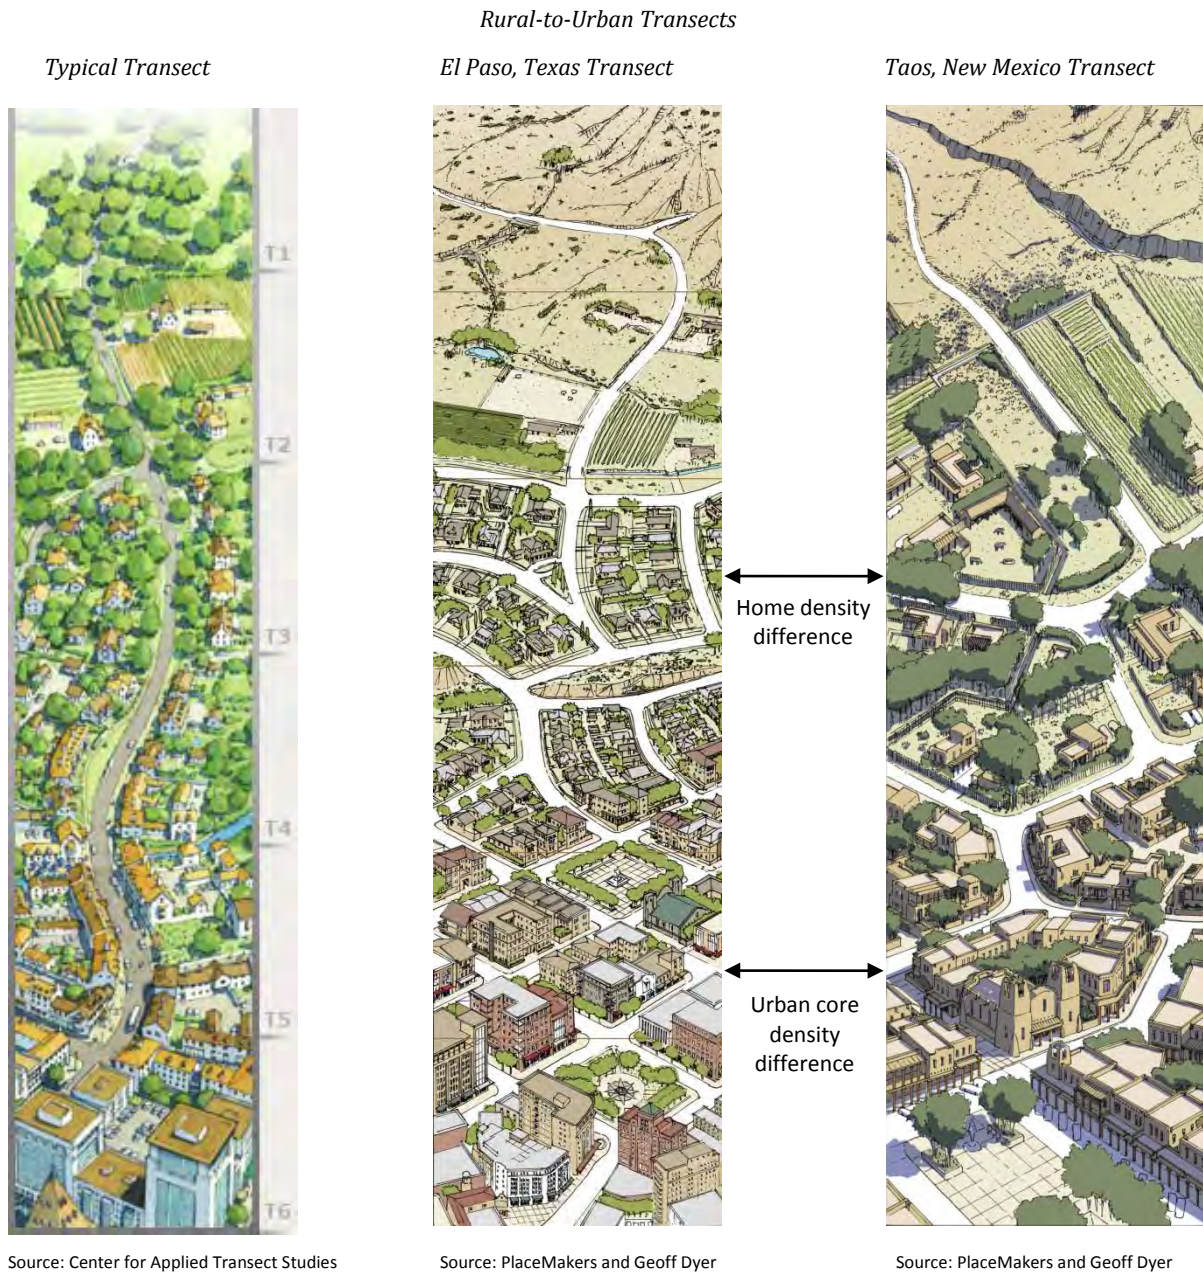 Rural-to-Urban Transects
Typical Transect
El Paso, Texas Transect
Taos, New Mexico Transect
T1
T2
T3
T4
T5
T6
Home density
difference
Urban core
density
difference
Source: Center for Applied Transect Studies
Source: PlaceMakers and Geoff Dyer
Source: PlaceMakers and Geoff Dyer